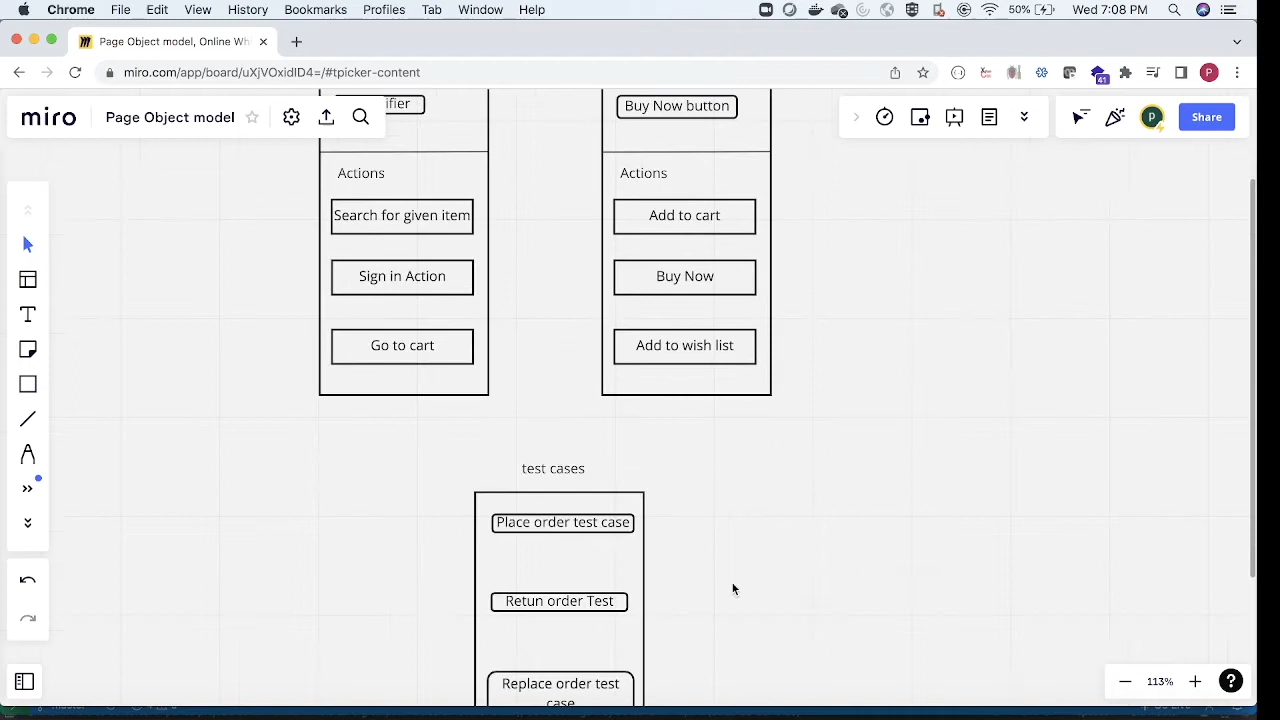 Chrome File Edit View History Bookmarks Profiles Tab Window Help 50% Wed 7:08 PM
Page Object model, Online Wh
miro.com/app/board/uXjVOxidID4=/#tpicker-content
41
P
miro Page Object model
P
Share
ifier
Buy Now button
Actions
Actions
Search for given item
Add to cart
Sign in Action
Buy Now
Go to cart
Add to wish list
test cases
Place order test case
Retun order Test
Replace order test
case
113%
?